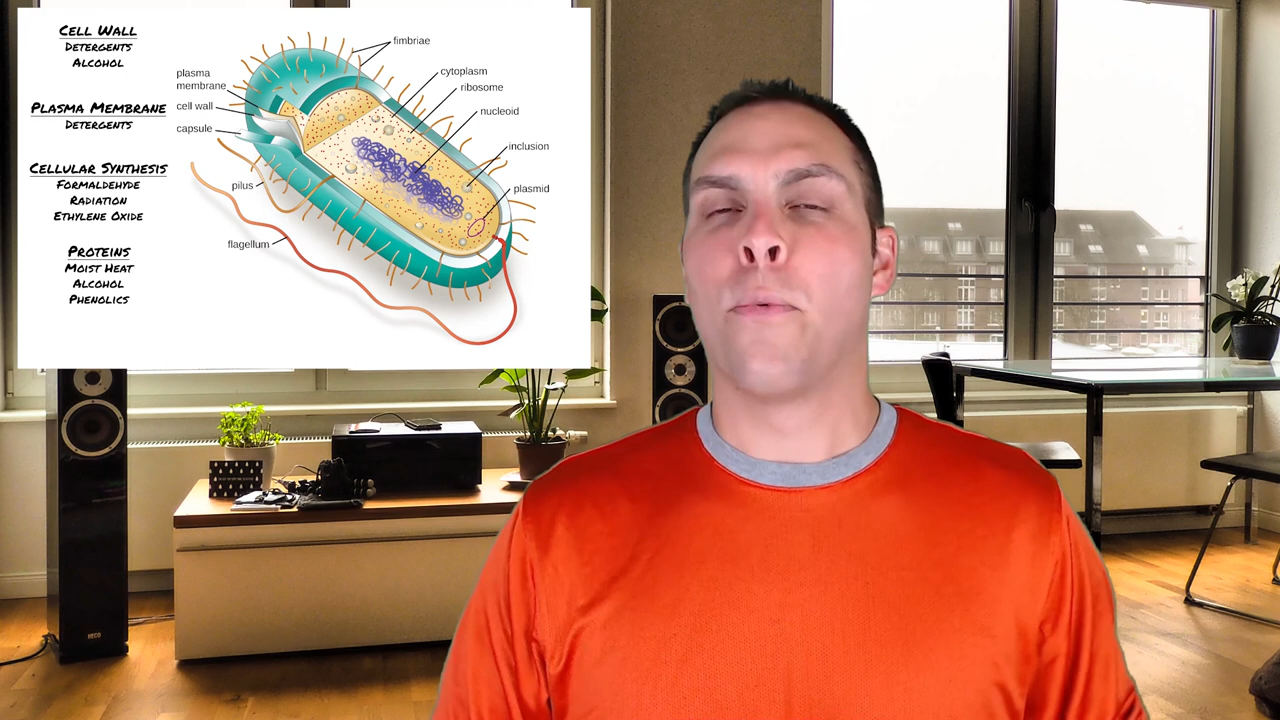 CELL WALL
DETERGENTS
ALCOHOL
PLASMA MEMBRANE
DETERGENTS
CELLULAR SYNTHESIS
FORMALDEHYDE
RADIATION
ETHYLENE OXIDE
PROTEINS
MOIST HEAT
ALCOHOL
PHENOLICS
fimbriae
plasma
membrane
cell wall
capsule
cytoplasm
ribosome
nucleoid
inclusion
plasmid
pilus
flagellum
HECO